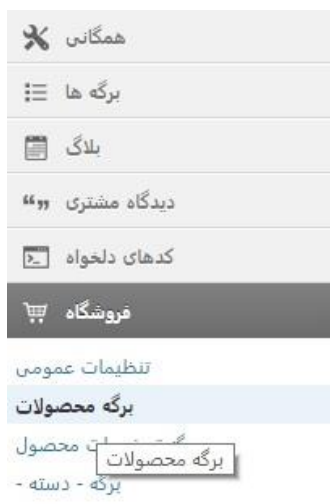 همگانی
برگه ها
بلاگ
دیدگاه مشتری
کدهای دلخواه
فروشگاه
تنظیمات عمومی
برگه محصولات
محصول
برگه محصولات
برگه - دسته -